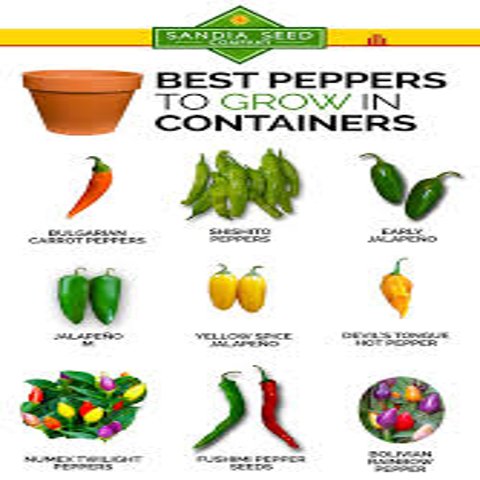 SANDIA SEED
COMPANY
BEST PEPPERS
TO GROW IN
CONTAINERS
BULGARIAN
CARROT PEPPERS
SHISHITO
PEPPERS
EARLY
JALAPEÑO
JALAPEÑO
M
YELLOW SPICE
JALAPEÑO
DEVIL'S TONGUE
HOT PEPPER
NUMEX TWILIGHT
PEPPERS
FUSHIMI PEPPER
SEEDS
BOLIVIAN
RAINBOW
PEPPER